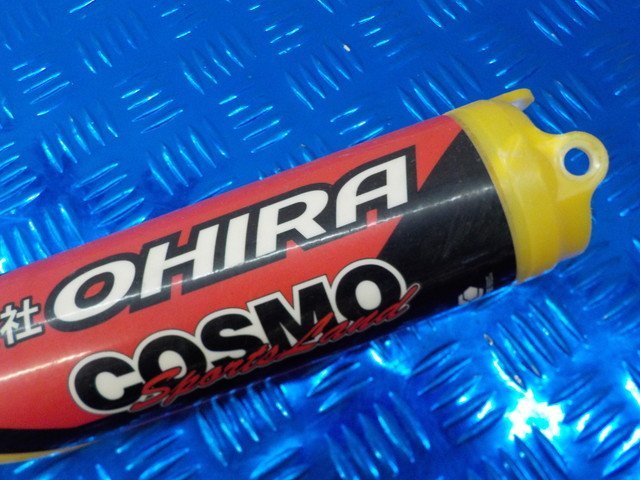 社 OHIRA
COSMO
Sports Land